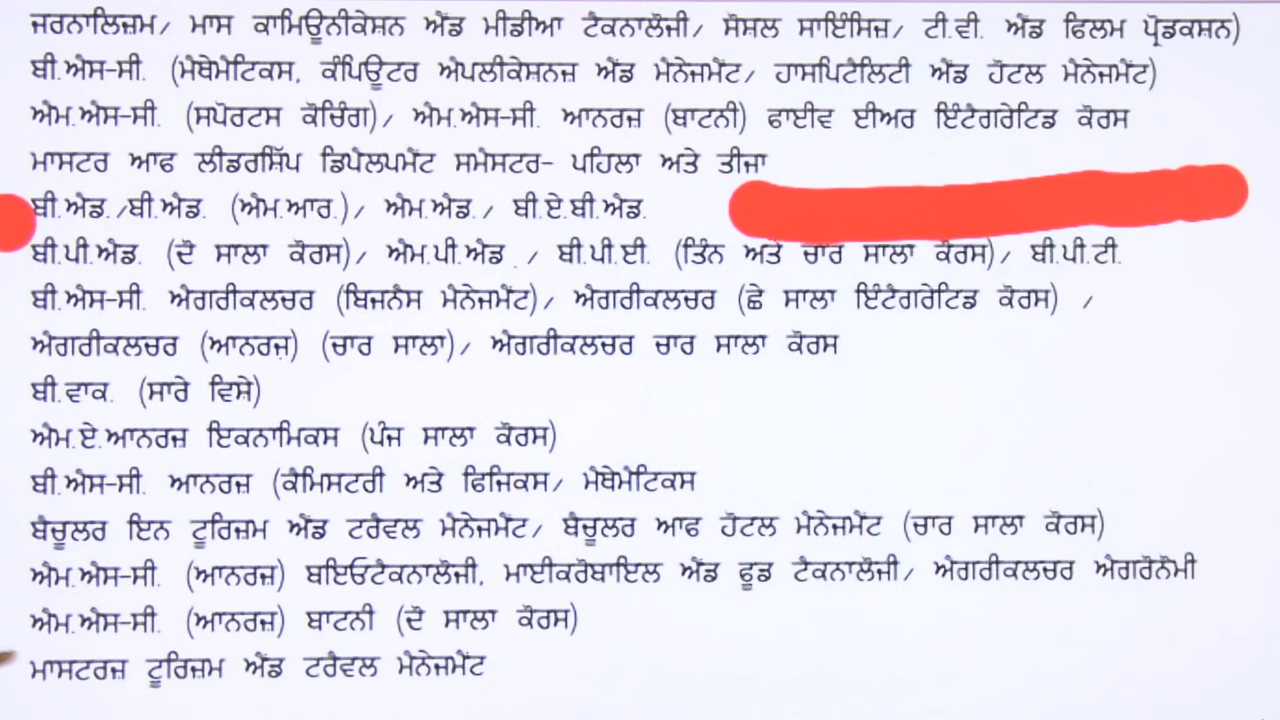 ਜਰਨਾਲਿਜ਼ਮ/ ਮਾਸ ਕਾਮਿਊਨੀਕੇਸ਼ਨ ਐਂਡ ਮੀਡੀਆ ਟੈਕਨਾਲੋਜੀ/ ਸੋਸ਼ਲ ਸਾਇੰਸਿਜ਼/ ਟੀ.ਵੀ. ਐਂਡ ਫਿਲਮ ਪ੍ਰੋਡਕਸ਼ਨ)
ਬੀ.ਐਸ-ਸੀ. (ਮੈਥੇਮੈਟਿਕਸ, ਕੰਪਿਊਟਰ ਐਪਲੀਕੇਸ਼ਨਜ਼ ਐਂਡ ਮੈਨੇਜਮੈਂਟ/ ਹਾਸਪਿਟੈਲਿਟੀ ਐਂਡ ਹੋਟਲ ਮੈਨੇਜਮੈਂਟ)
ਐਮ.ਐਸ-ਸੀ. (ਸਪੋਰਟਸ ਕੋਚਿੰਗ)/ ਐਮ.ਐਸ-ਸੀ. ਆਨਰਜ਼ (ਬਾਟਨੀ) ਫਾਈਵ ਈਅਰ ਇੰਟੈਗਰੇਟਿਡ ਕੋਰਸ
ਮਾਸਟਰ ਆਫ ਲੀਡਰਸ਼ਿੱਪ ਡਿਪੈਲਪਮੈਂਟ ਸਮੈਸਟਰ- ਪਹਿਲਾ ਅਤੇ ਤੀਜਾ
ਬੀ.ਐਡ./ਬੀ.ਐਡ. (ਐਮ.ਆਰ.)/ ਐਮ.ਐਡ./ ਬੀ.ਏ.ਬੀ.ਐਡ.
ਬੀ.ਪੀ.ਐਡ. (ਦੋ ਸਾਲਾ ਕੋਰਸ)/ ਐਮ.ਪੀ.ਐਡ ./ ਬੀ.ਪੀ.ਈ. (ਤਿੰਨ ਅਤੇ ਚਾਰ ਸਾਲਾ ਕੋਰਸ)/ ਬੀ.ਪੀ.ਟੀ.
ਬੀ.ਐਸ-ਸੀ. ਐਗਰੀਕਲਚਰ (ਬਿਜਨੈਸ ਮੈਨੇਜਮੈਂਟ)/ ਐਗਰੀਕਲਚਰ (ਛੇ ਸਾਲਾ ਇੰਟੈਗਰੇਟਿਡ ਕੋਰਸ) /
ਐਗਰੀਕਲਚਰ (ਆਨਰਜ਼) (ਚਾਰ ਸਾਲਾ)/ ਐਗਰੀਕਲਚਰ ਚਾਰ ਸਾਲਾ ਕੋਰਸ
ਬੀ.ਵਾਕ. (ਸਾਰੇ ਵਿਸ਼ੇ)
ਐਮ.ਏ.ਆਨਰਜ਼ ਇਕਨਾਮਿਕਸ (ਪੰਜ ਸਾਲਾ ਕੋਰਸ)
ਬੀ.ਐਸ-ਸੀ. ਆਨਰਜ਼ (ਕੈਮਿਸਟਰੀ ਅਤੇ ਫਿਜਿਕਸ/ ਮੈਥੇਮੈਟਿਕਸ
ਬੈਚੂਲਰ ਇਨ ਟੂਰਿਜ਼ਮ ਐਂਡ ਟਰੈਵਲ ਮੈਨੇਜਮੈਂਟ/ ਬੈਚੂਲਰ ਆਫ ਹੋਟਲ ਮੈਨੇਜਮੈਂਟ (ਚਾਰ ਸਾਲਾ ਕੋਰਸ)
ਐਮ.ਐਸ-ਸੀ. (ਆਨਰਜ਼) ਬਇਓਟੈਕਨਾਲੋਜੀ, ਮਾਈਕਰੋਬਾਇਲ ਐਂਡ ਫੂਡ ਟੈਕਨਾਲੋਜੀ/ ਐਗਰੀਕਲਚਰ ਐਗਰੋਨੋਮੀ
ਐਮ.ਐਸ-ਸੀ. (ਆਨਰਜ਼) ਬਾਟਨੀ (ਦੋ ਸਾਲਾ ਕੋਰਸ)
ਮਾਸਟਰਜ਼ ਟੂਰਿਜ਼ਮ ਐਂਡ ਟਰੈਵਲ ਮੈਨੇਜਮੈਂਟ